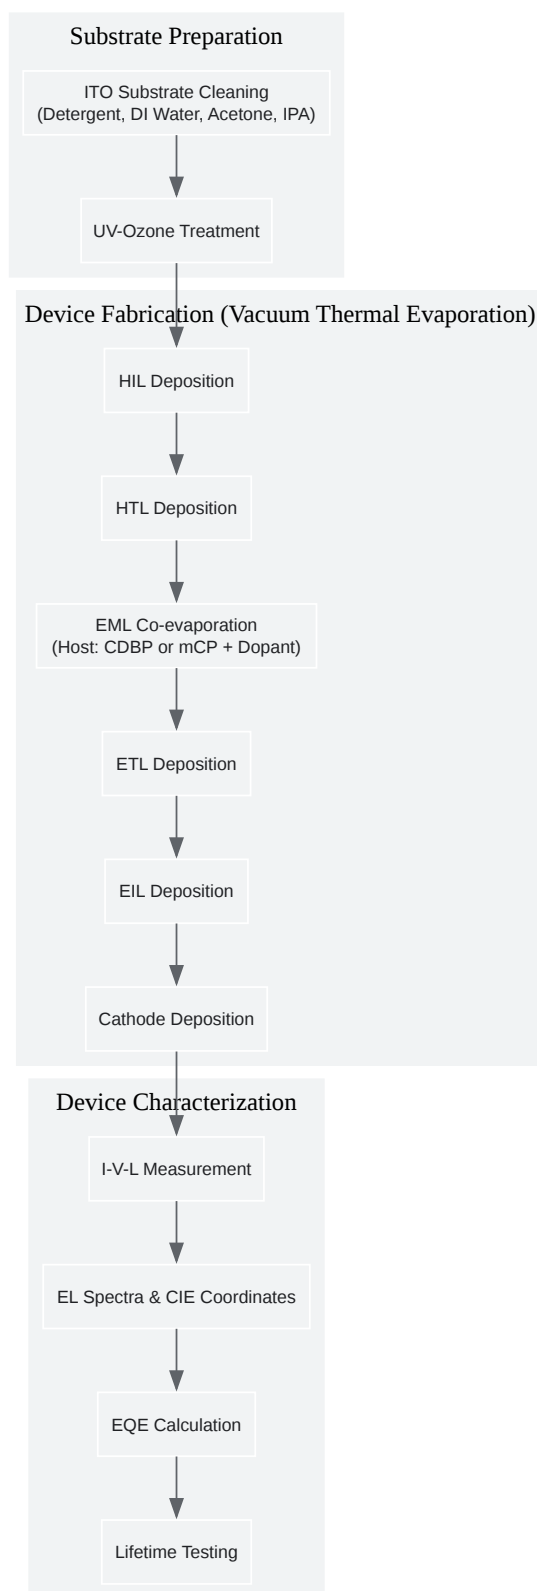 Substrate Preparation
ITO Substrate Cleaning
(Detergent, DI Water, Acetone, IPA)
UV-Ozone Treatment
Device Fabrication (Vacuum Thermal Evaporation)
HIL Deposition
HTL Deposition
EML Co-evaporation
(Host: CDBP or mCP + Dopant)
ETL Deposition
EIL Deposition
Cathode Deposition
Device Characterization
I-V-L Measurement
EL Spectra & CIE Coordinates
EQE Calculation
Lifetime Testing